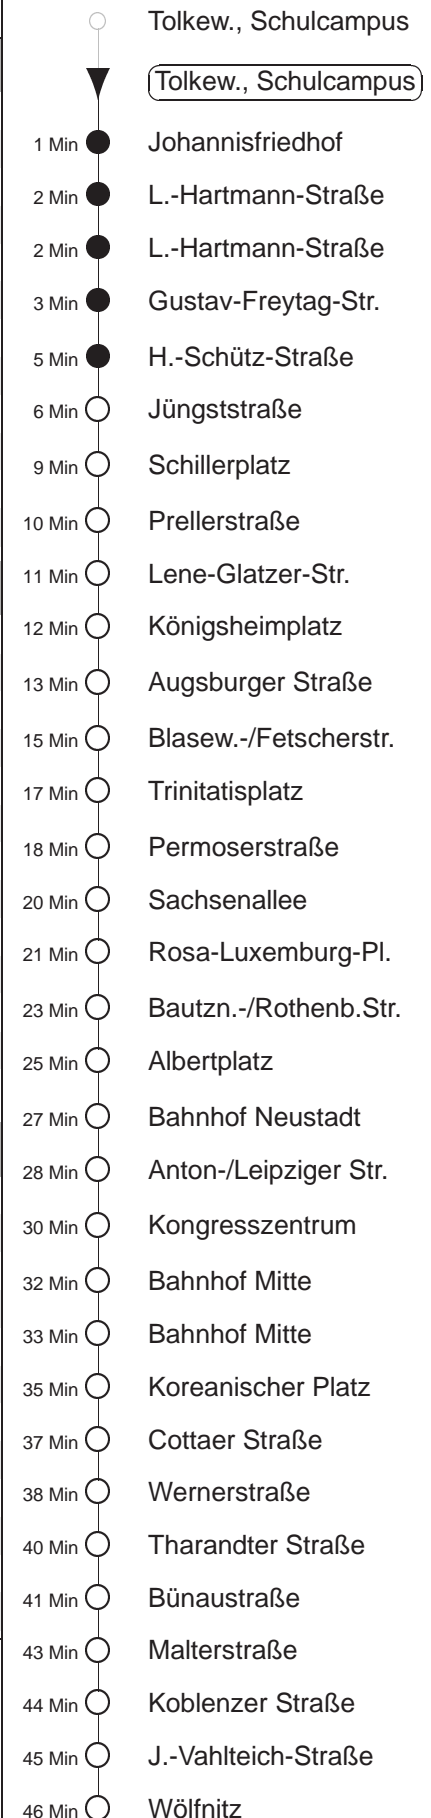 Tolkew., Schulcampus
Tolkew., Schulcampus
1 Min Johannisfriedhof
2 Min L.-Hartmann-Straße
2 Min L.-Hartmann-Straße
3 Min Gustav-Freytag-Str.
5 Min H.-Schütz-Straße
6 Min Jüngststraße
9 Min Schillerplatz
10 Min Prellerstraße
11 Min Lene-Glatzer-Str.
12 Min Königsheimplatz
13 Min Augsburger Straße
15 Min Blasew.-/Fetscherstr.
17 Min Trinitatisplatz
18 Min Permoserstraße
20 Min Sachsenallee
21 Min Rosa-Luxemburg-Pl.
23 Min Bautzn.-/Rothenb.Str.
25 Min Albertplatz
27 Min Bahnhof Neustadt
28 Min Anton-/Leipziger Str.
30 Min Kongresszentrum
32 Min Bahnhof Mitte
33 Min Bahnhof Mitte
35 Min Koreanischer Platz
37 Min Cottaer Straße
38 Min Wernerstraße
40 Min Tharandter Straße
41 Min Bünaustraße
43 Min Malterstraße
44 Min Koblenzer Straße
45 Min J.-Vahlteich-Straße
46 Min Wölfnitz